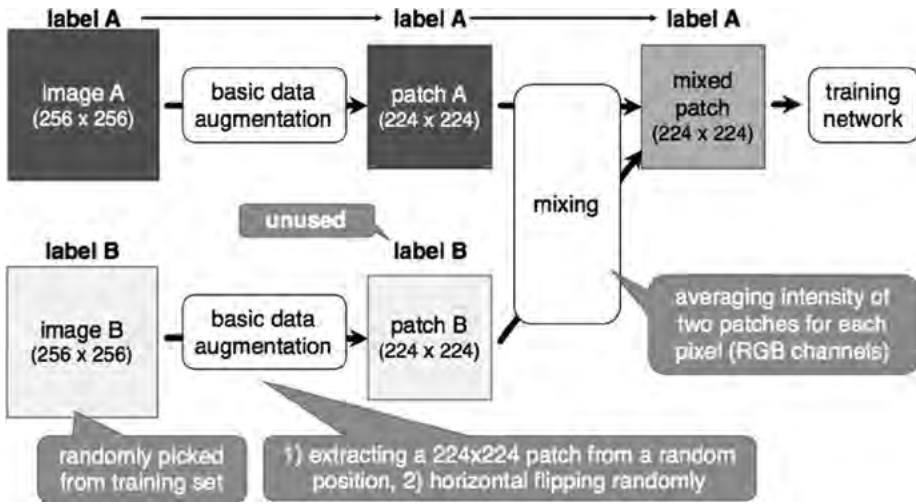 label A
label A
label A
image A
(256 x 256)
basic data
augmentation
patch A
(224 x 224)
mixed
patch
(224 x 224)
training
network
mixing
unused
label B
label B
image B
(256 x 256)
basic data
augmentation
patch B
(224 x 224)
averaging intensity of
two patches for each
pixel (RGB channels)
randomly picked
from training set
1) extracting a 224x224 patch from a random
position, 2) horizontal flipping randomly